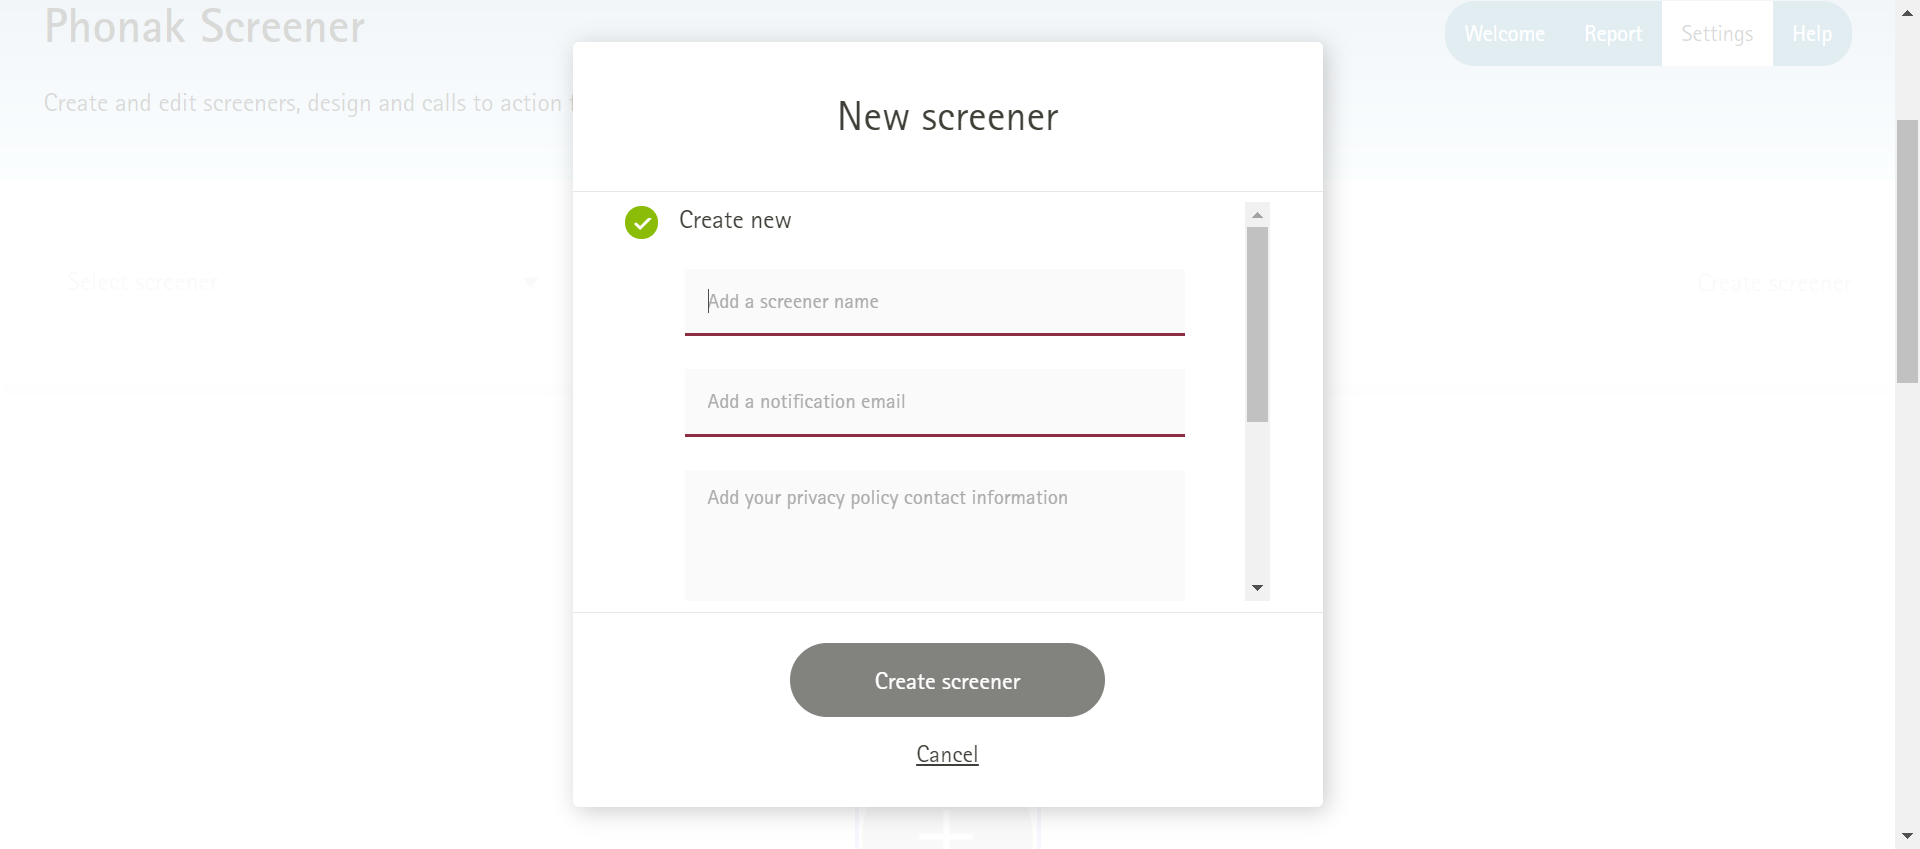 Phonak Screener
Welcome
Report
Settings
Help
Create and edit screeners, design and calls to action
New screener
Select screener
Create screener
Create new
Add a screener name
Add a notification email
Add your privacy policy contact information
Create screener
Cancel